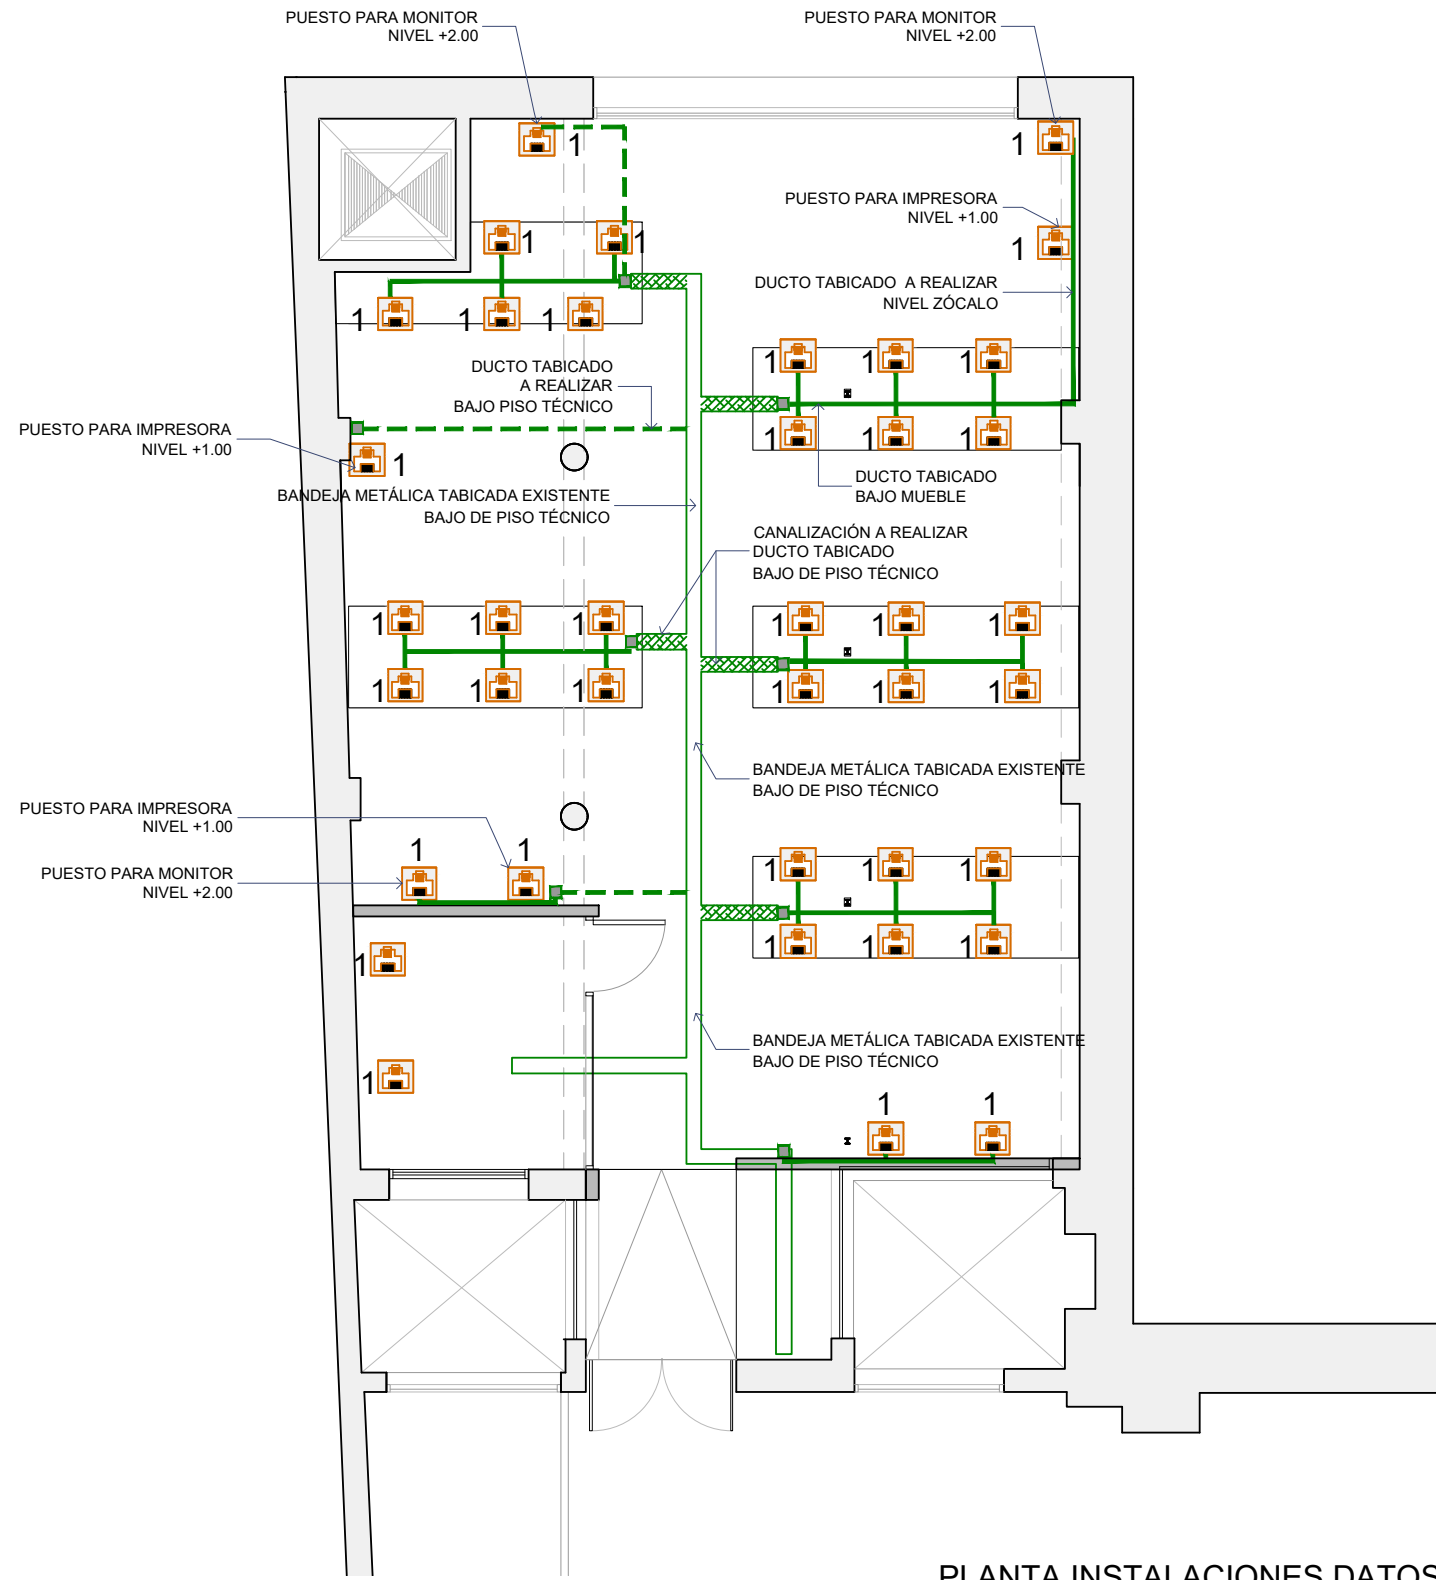 PUESTO PARA MONITOR
NIVEL +2.00
PUESTO PARA MONITOR
NIVEL +2.00
1
1
PUESTO PARA IMPRESORA
NIVEL +1.00
1
1
1
DUCTO TABICADO A REALIZAR
NIVEL ZÓCALO
1
1
1
DUCTO TABICADO
A REALIZAR
BAJO PISO TÉCNICO
1
1
1
PUESTO PARA IMPRESORA
NIVEL +1.00
1
1
1
1
DUCTO TABICADO
BAJO MUEBLE
BANDEJA METÁLICA TABICADA EXISTENTE
BAJO DE PISO TÉCNICO
CANALIZACIÓN A REALIZAR
DUCTO TABICADO
BAJO DE PISO TÉCNICO
1
1
1
1
1
1
1
1
1
1
1
1
BANDEJA METÁLICA TABICADA EXISTENTE
BAJO DE PISO TÉCNICO
PUESTO PARA IMPRESORA
NIVEL +1.00
1
1
PUESTO PARA MONITOR
NIVEL +2.00
1
1
1
1
1
1
1
1
BANDEJA METÁLICA TABICADA EXISTENTE
BAJO DE PISO TÉCNICO
1
1
PLANTA INSTALACIONES DATOS